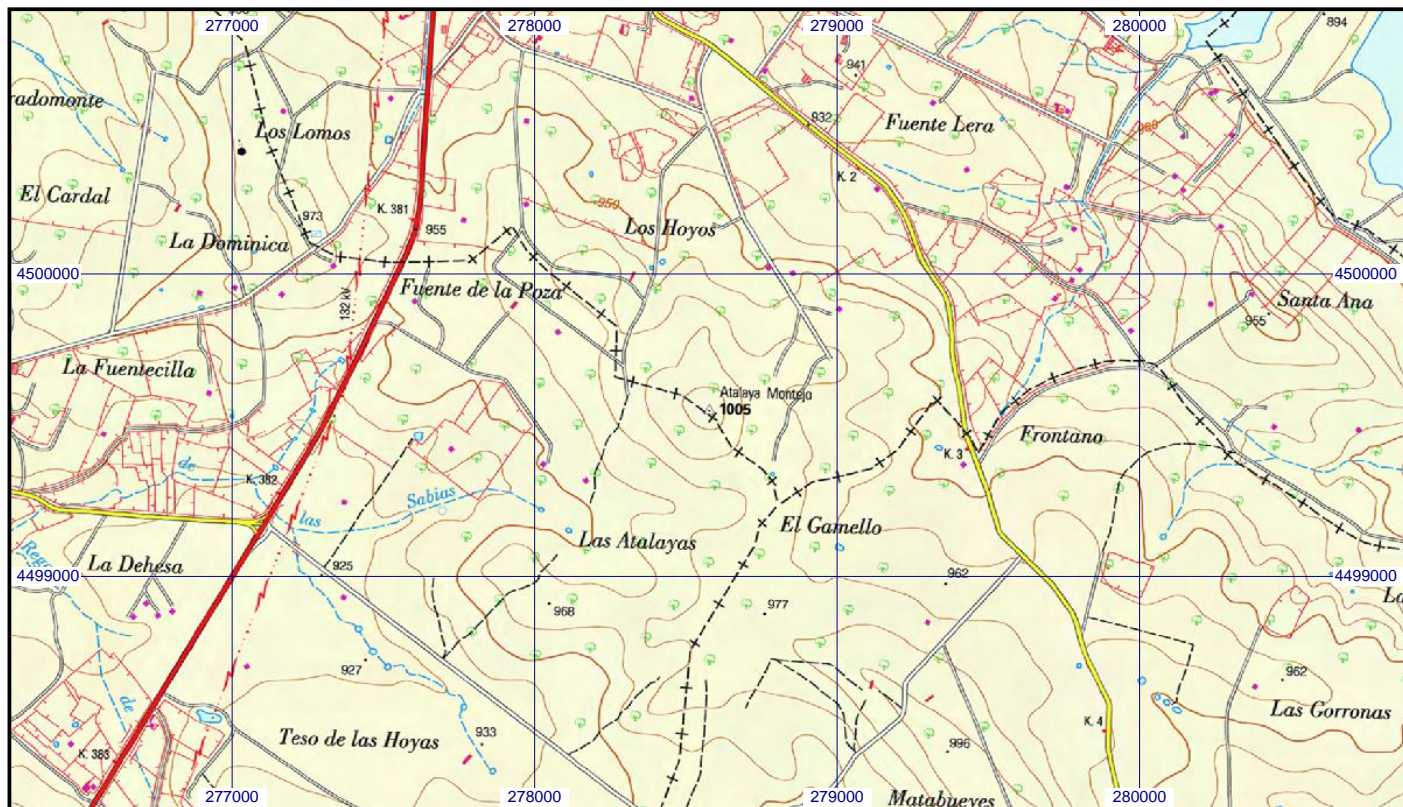 277000
278000
279000
280000
894
941
radomonte
Los Lomos
932
Fuente Lera
K. 2
El Cardal
950
973
K. 381
955
La Dominica
Los Hoyos
4500000
4500000
132 kV
Fuente de la Poza
Santa Ana
955
La Fuentecilla
Atalaya Montejo
1005
Frontano
K. 3
de
K. 382
Sabias
las
El Gamello
Las Atalayas
Rego
La Dehesa
925
4499000
962
4499000
La
968
977
927
962
de
K. 4
Las Gorronas
Teso de las Hoyas
933
996
K. 383
277000
278000
279000
280000
Matabueyes